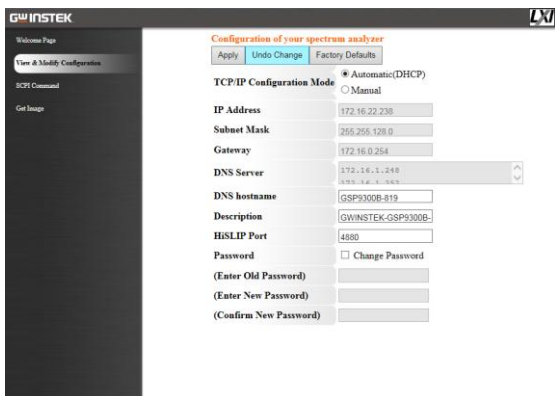 GW INSTEK
LXI
Welcome Page
View & Modify Configuration
SCPI Command
Get Image
Configuration of your spectrum analyzer
Apply Undo Change Factory Defaults
TCP/IP Configuration Mode Automatic(DHCP)
Manual
IP Address 172.16.22.238
Subnet Mask 255.255.128.0
Gateway 172.16.0.254
DNS Server 172.16.1.248
DNS hostname GSP9300B-819
Description GWINSTEK-GSP9300B-
HiSLIP Port 4880
Password Change Password
(Enter Old Password)
(Enter New Password)
(Confirm New Password)